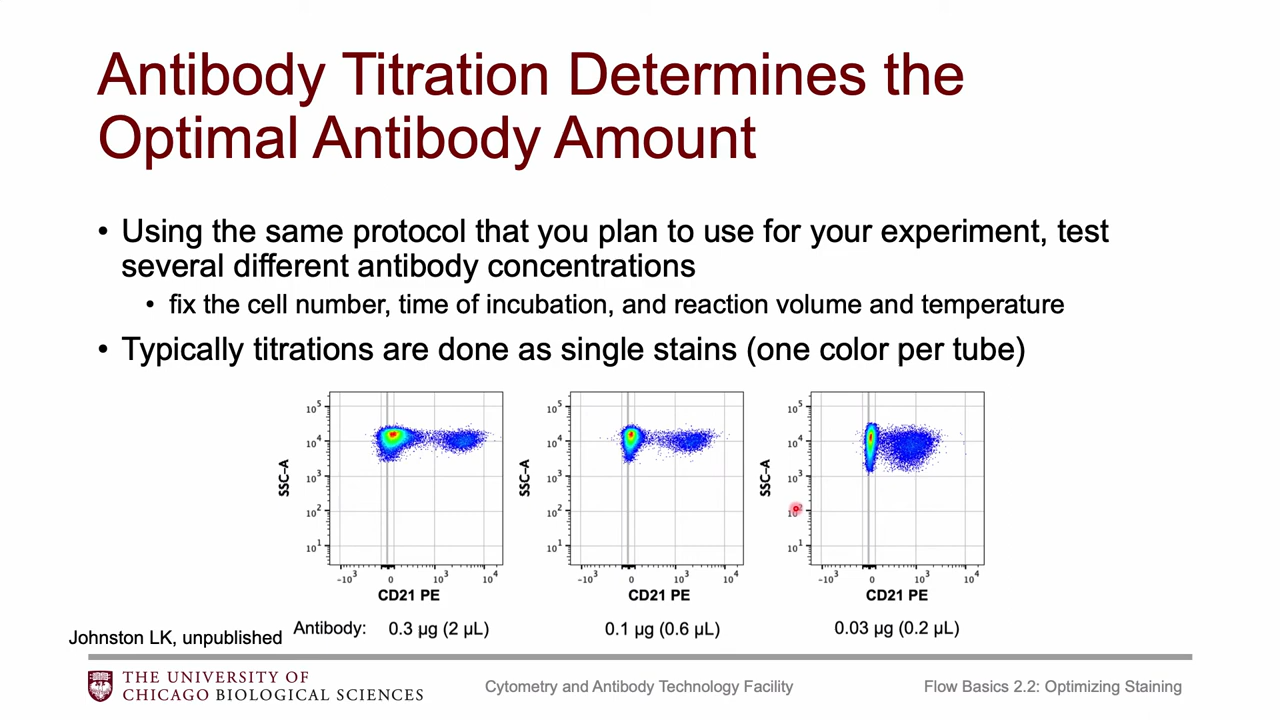 Antibody Titration Determines the
Optimal Antibody Amount
• Using the same protocol that you plan to use for your experiment, test
several different antibody concentrations
• fix the cell number, time of incubation, and reaction volume and temperature
• Typically titrations are done as single stains (one color per tube)
10⁵
10⁴
10³
10²
10¹
SSC-A
-10³ 0 10³ 10⁴
CD21 PE
10⁵
10⁴
10³
10²
10¹
SSC-A
-10³ 0 10³ 10⁴
CD21 PE
10⁵
10⁴
10³
10²
10¹
SSC-A
-10³ 0 10³ 10⁴
CD21 PE
Antibody: 0.3 µg (2 µL) 0.1 µg (0.6 µL) 0.03 µg (0.2 µL)
Johnston LK, unpublished
THE UNIVERSITY OF
CHICAGO BIOLOGICAL SCIENCES
Cytometry and Antibody Technology Facility
Flow Basics 2.2: Optimizing Staining